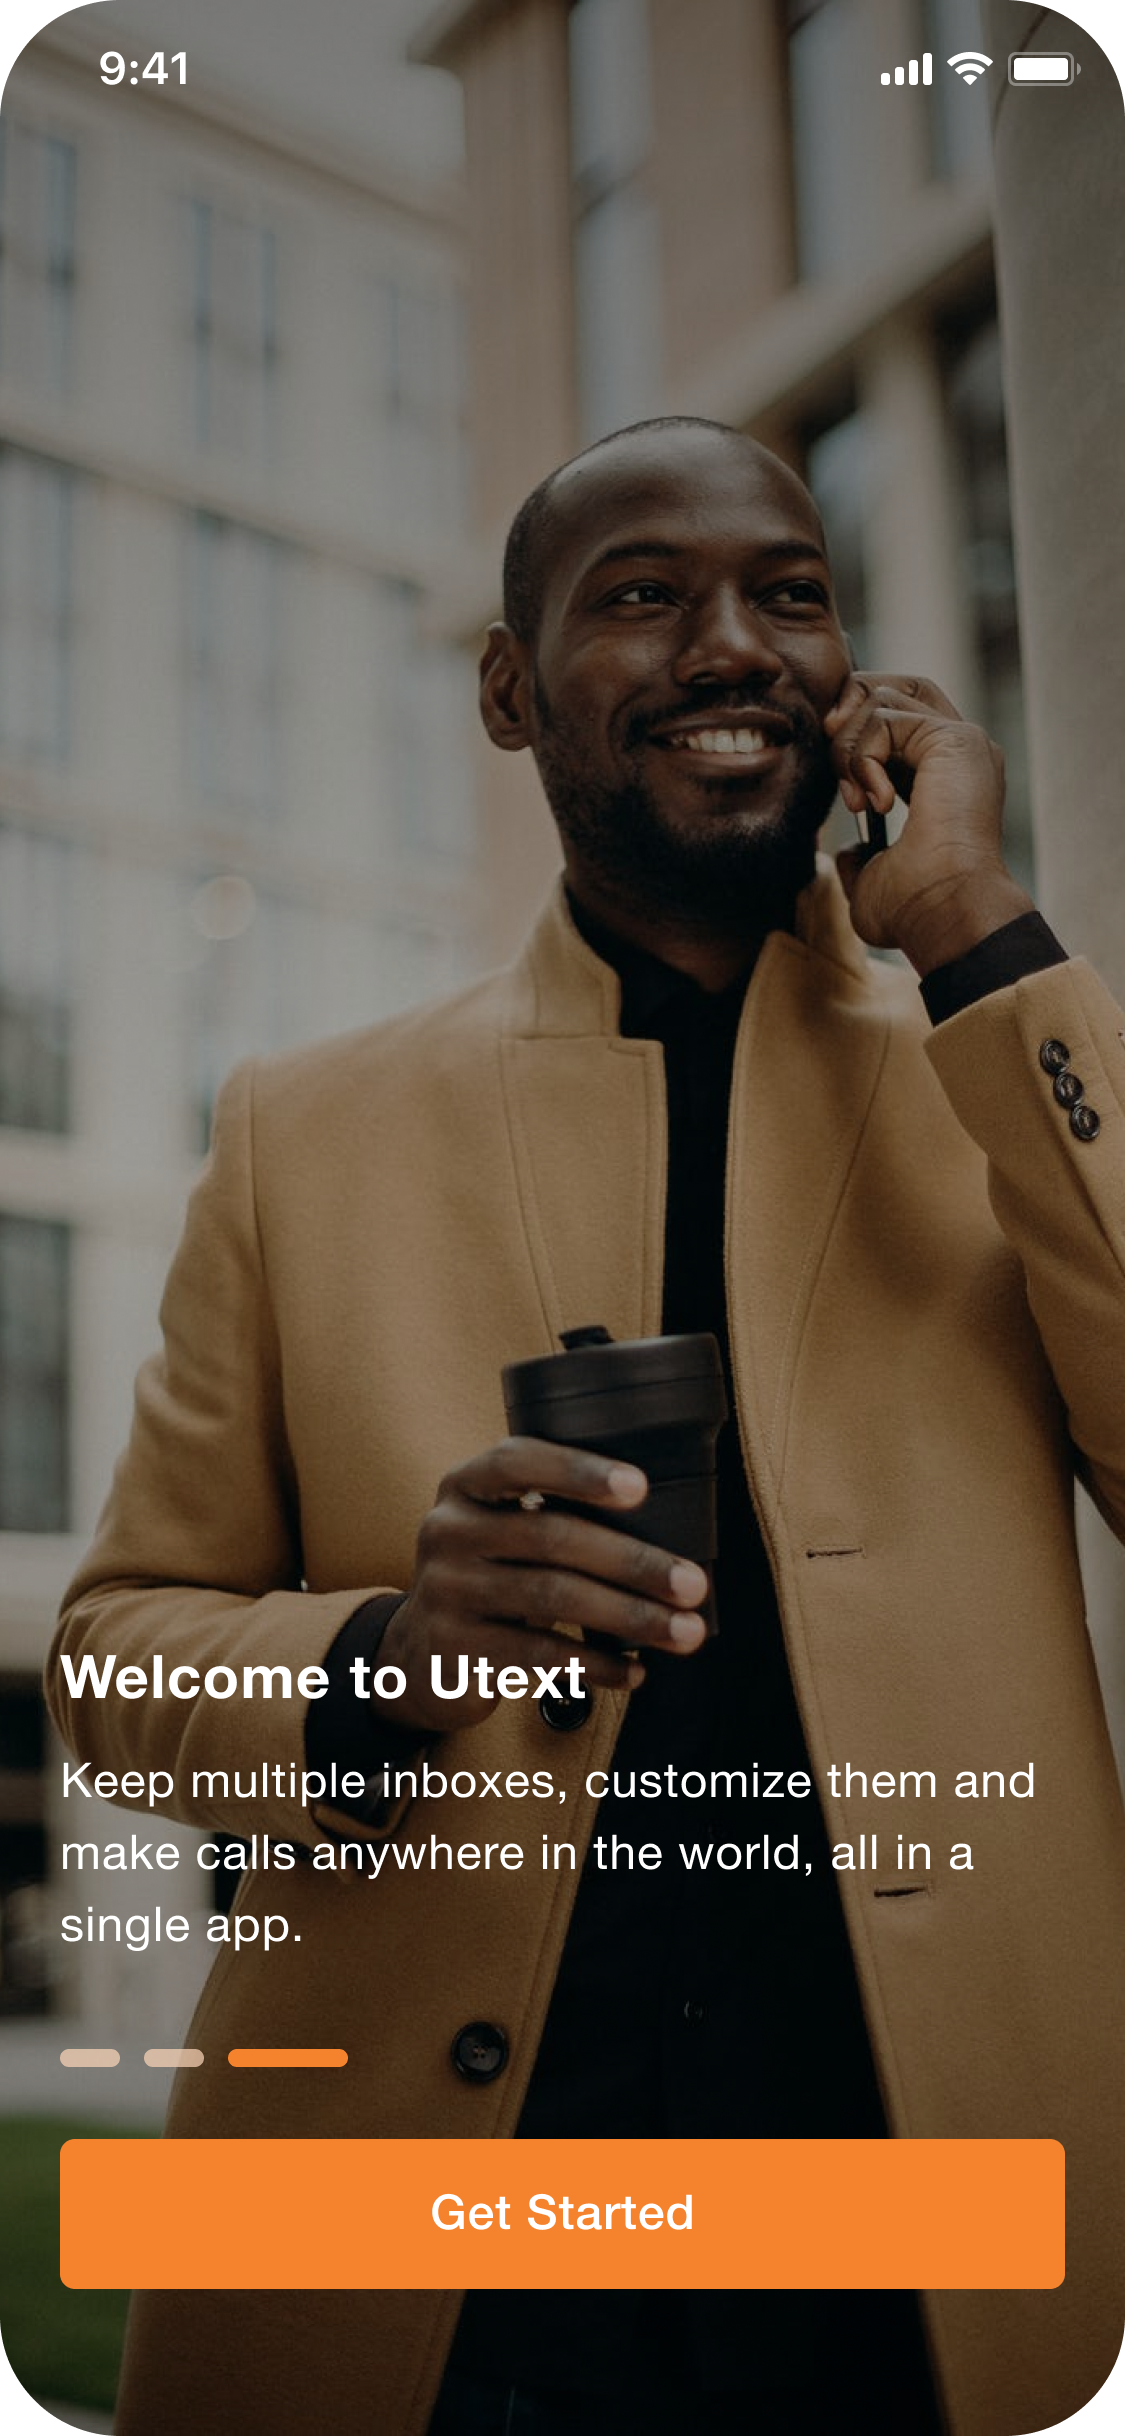 9:41
Welcome to Utext
Keep multiple inboxes, customize them and
make calls anywhere in the world, all in a
single app.
Get Started